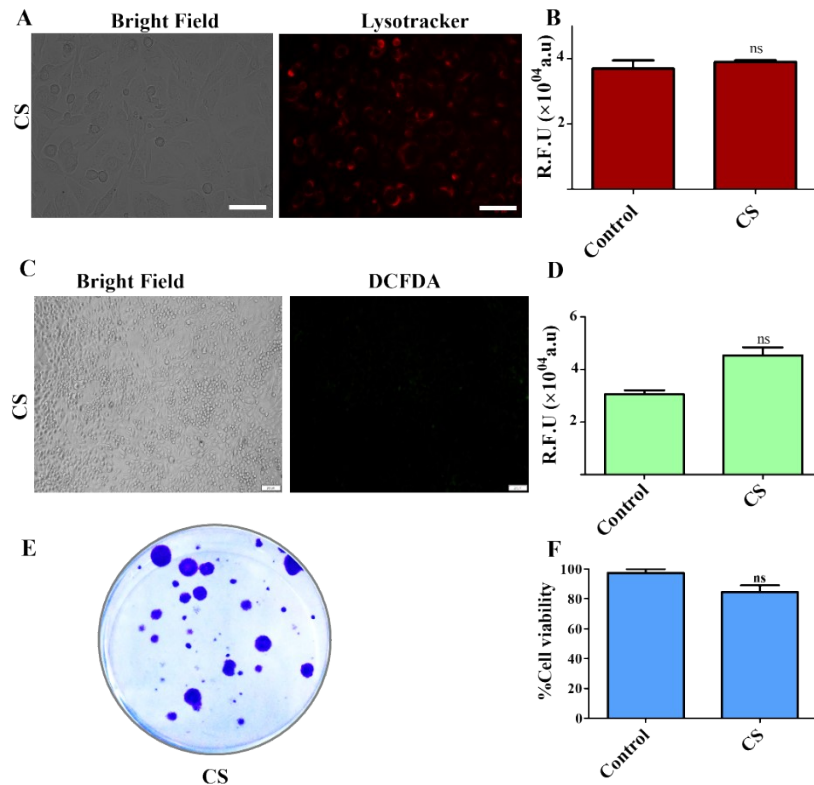 A
Bright Field
Lysotracker
CS
B
R.F.U (×10⁰⁴a.u)
4
2
ns
Control
CS
C
Bright Field
DCFDA
CS
D
R.F.U (×10⁰⁴a.u)
6
4
2
ns
Control
CS
E
CS
F
%Cell viability
100
80
60
40
20
0
ns
Control
CS